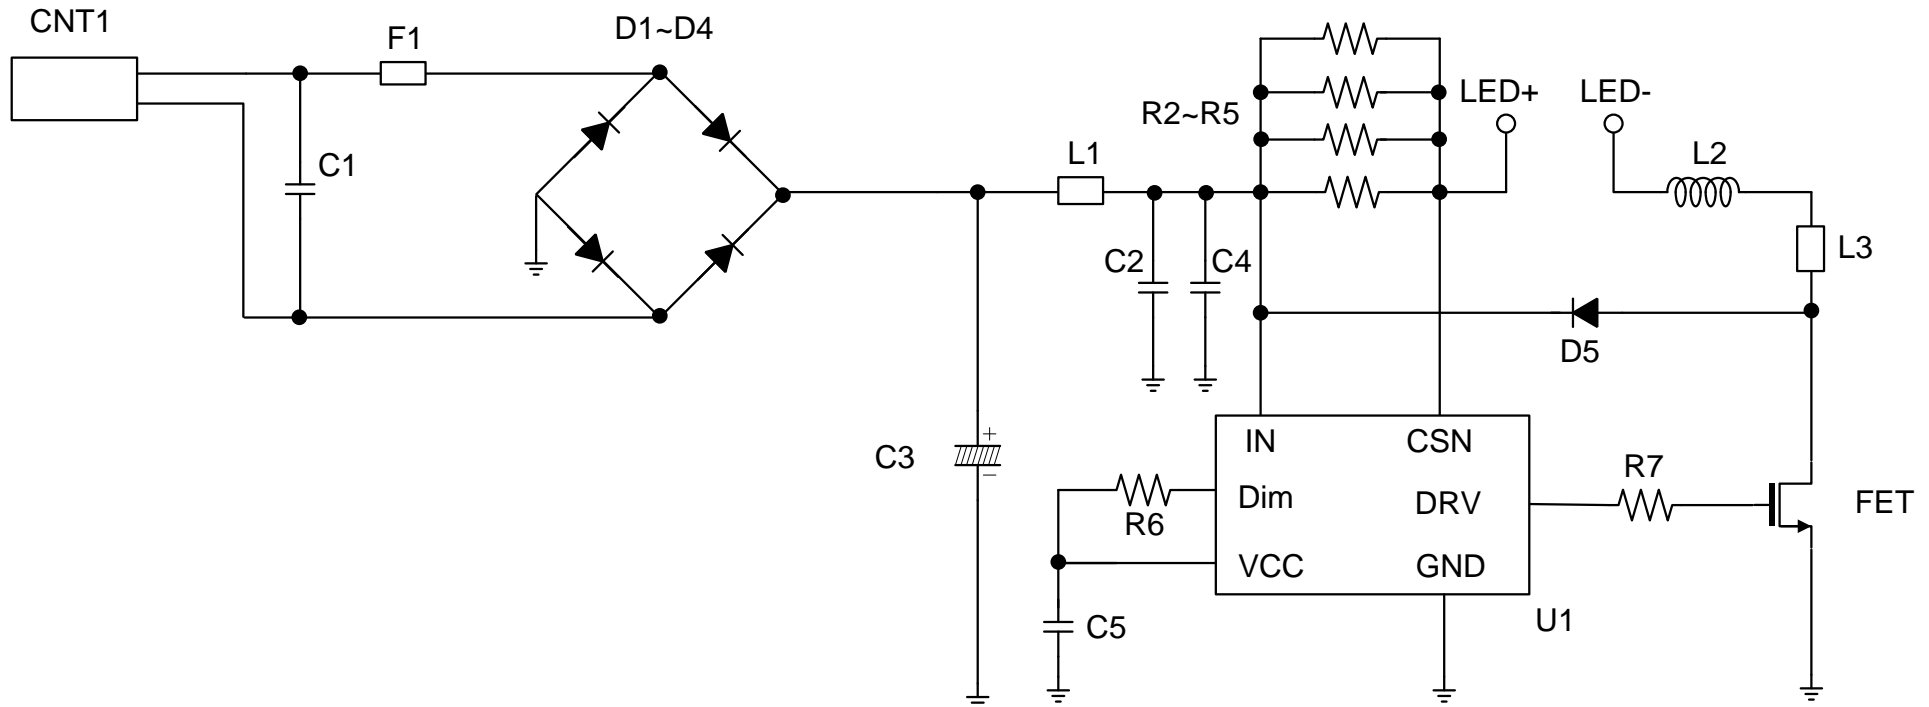 CNT1
F1
D1~D4
C1
R2~R5
LED+
LED-
L1
L2
C2
C4
L3
D5
C3
+
−
IN
CSN
Dim
DRV
VCC
GND
R6
R7
FET
C5
U1